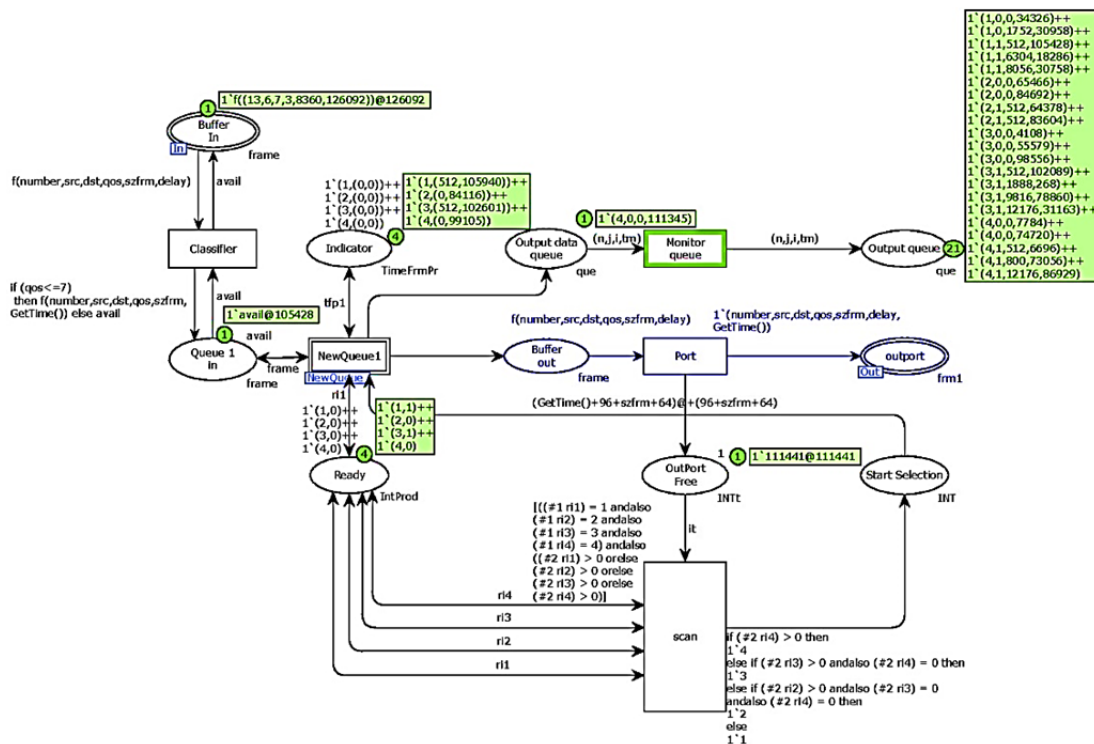 1`(1,0,0,34326)++
1`(1,0,1752,30958)++
1`(1,1,512,105428)++
1`(1,1,6304,18286)++
1`(1,1,8056,30758)++
1`(2,0,0,65466)++
1`(2,0,0,84692)++
1`(2,1,512,64378)++
1`(2,1,512,83604)++
1`(3,0,0,4108)++
1`(3,0,0,55579)++
1`(3,0,0,98556)++
1`(3,1,512,102089)++
1`(3,1,1888,268)++
1`(3,1,9816,78860)++
1`(3,1,12176,31163)++
1`(4,0,0,7784)++
1`(4,0,0,74720)++
1`(4,1,512,6696)++
1`(4,1,800,73056)++
1`(4,1,12176,86929)
1`f((13,6,7,3,8360,126092))@126092
1
Buffer
In
In
frame
f(number,src,dst,qos,szfrm,delay)
avail
Classifier
if (qos<=7)
then f(number,src,dst,qos,szfrm,
GetTime()) else avail
avail
1`avail@105428
1
avail
Queue 1
in
frame
frame
1`(1,(0,0))++
1`(2,(0,0))++
1`(3,(0,0))++
1`(4,(0,0))
1`(1,(512,105940))++
1`(2,(0,84116))++
1`(3,(512,102601))++
1`(4,(0,99105))
4
Indicator
TimeFrmPr
tfp1
1
1`(4,0,0,111345)
Output data
queue
que
(n,j,i,tm)
Monitor
queue
(n,j,i,tm)
Output queue
21
que
NewQueue1
NewQueue
f(number,src,dst,qos,szfrm,delay)
Buffer
out
frame
Port
1`(number,src,dst,qos,szfrm,delay,
GetTime())
outport
Out
frm1
(GetTime()+96+szfrm+64)@+(96+szfrm+64)
ri1
1`(1,0)++
1`(2,0)++
1`(3,0)++
1`(4,0)
1`(1,1)++
1`(2,0)++
1`(3,1)++
1`(4,0)
4
Ready
IntProd
1
1
1`111441@111441
OutPort
Free
INTt
Start Selection
INT
it
[((#1 ri1) = 1 andalso
(#1 ri2) = 2 andalso
(#1 ri3) = 3 andalso
(#1 ri4) = 4) andalso
((#2 ri1) > 0 orelse
(#2 ri2) > 0 orelse
(#2 ri3) > 0 orelse
(#2 ri4) > 0)]
ri4
ri3
ri2
ri1
scan
if (#2 ri4) > 0 then
1`4
else if (#2 ri3) > 0 andalso (#2 ri4) = 0 then
1`3
else if (#2 ri2) > 0 andalso (#2 ri3) = 0
andalso (#2 ri4) = 0 then
1`2
else
1`1